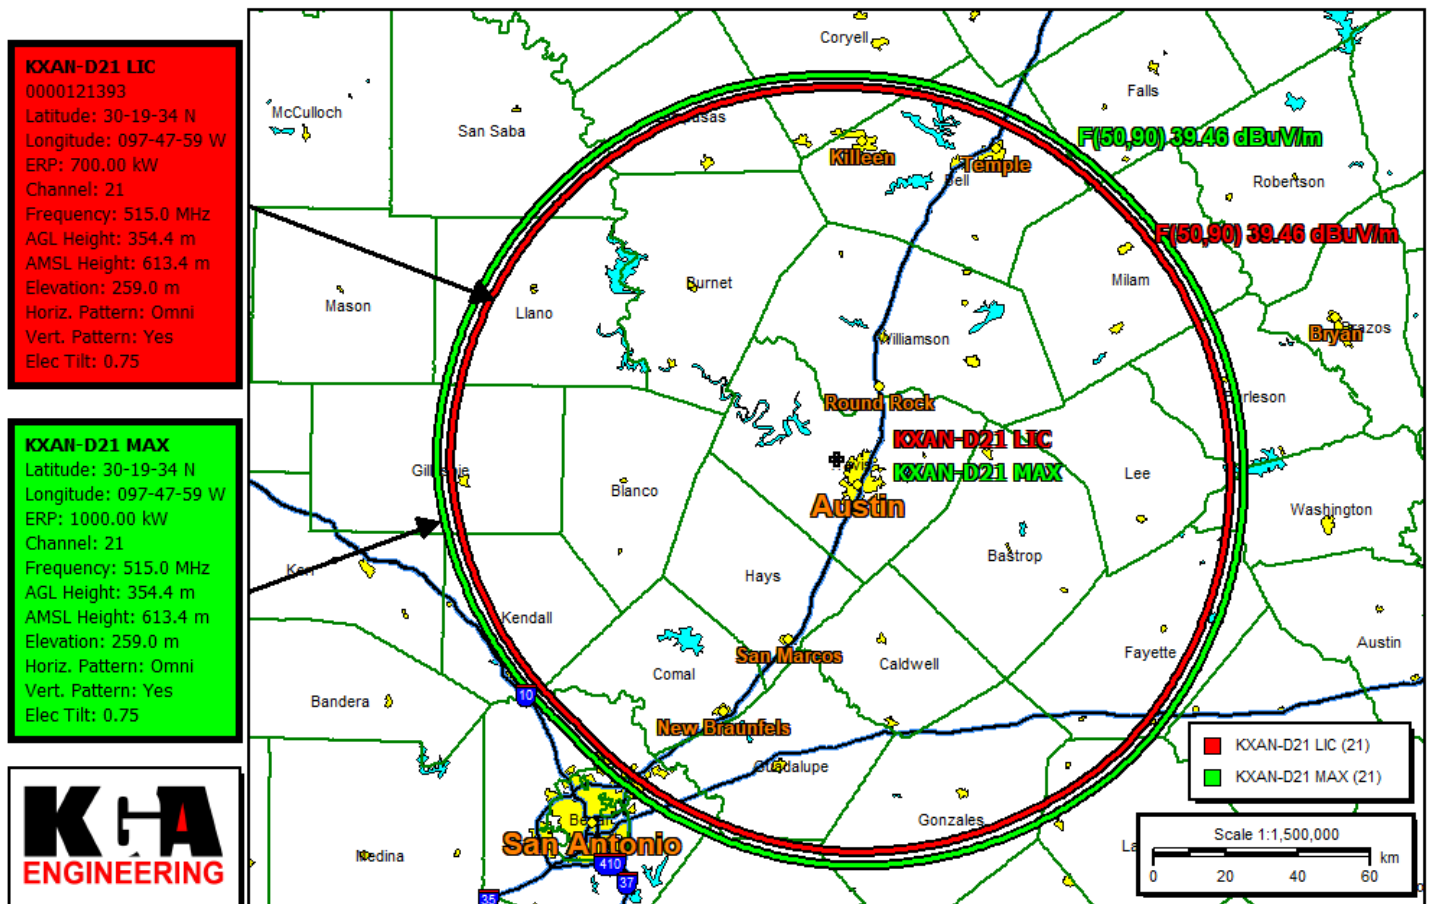 KXAN-D21 LIC
0000121393
Latitude: 30-19-34 N
Longitude: 097-47-59 W
ERP: 700.00 kW
Channel: 21
Frequency: 515.0 MHz
AGL Height: 354.4 m
AMSL Height: 613.4 m
Elevation: 259.0 m
Horiz. Pattern: Omni
Vert. Pattern: Yes
Elec Tilt: 0.75
KXAN-D21 MAX
Latitude: 30-19-34 N
Longitude: 097-47-59 W
ERP: 1000.00 kW
Channel: 21
Frequency: 515.0 MHz
AGL Height: 354.4 m
AMSL Height: 613.4 m
Elevation: 259.0 m
Horiz. Pattern: Omni
Vert. Pattern: Yes
Elec Tilt: 0.75
KGA
ENGINEERING
Coryell
Falls
McCulloch
San Saba
F(50,90) 39.46 dBuV/m
Killeen
Temple
Bell
Robertson
F(50,90) 39.46 dBuV/m
Mason
Llano
Burnet
Milam
Williamson
Bryan
Brazos
Round Rock
Burleson
KXAN-D21 LIC
KXAN-D21 MAX
Gillespie
Blanco
Lee
Austin
Washington
Kerr
Hays
Bastrop
Kendall
San Marcos
Caldwell
Fayette
Austin
Comal
10
Bandera
New Braunfels
Guadalupe
KXAN-D21 LIC (21)
KXAN-D21 MAX (21)
Gonzales
San Antonio
Medina
410
37
35
Scale 1:1,500,000
km
0 20 40 60